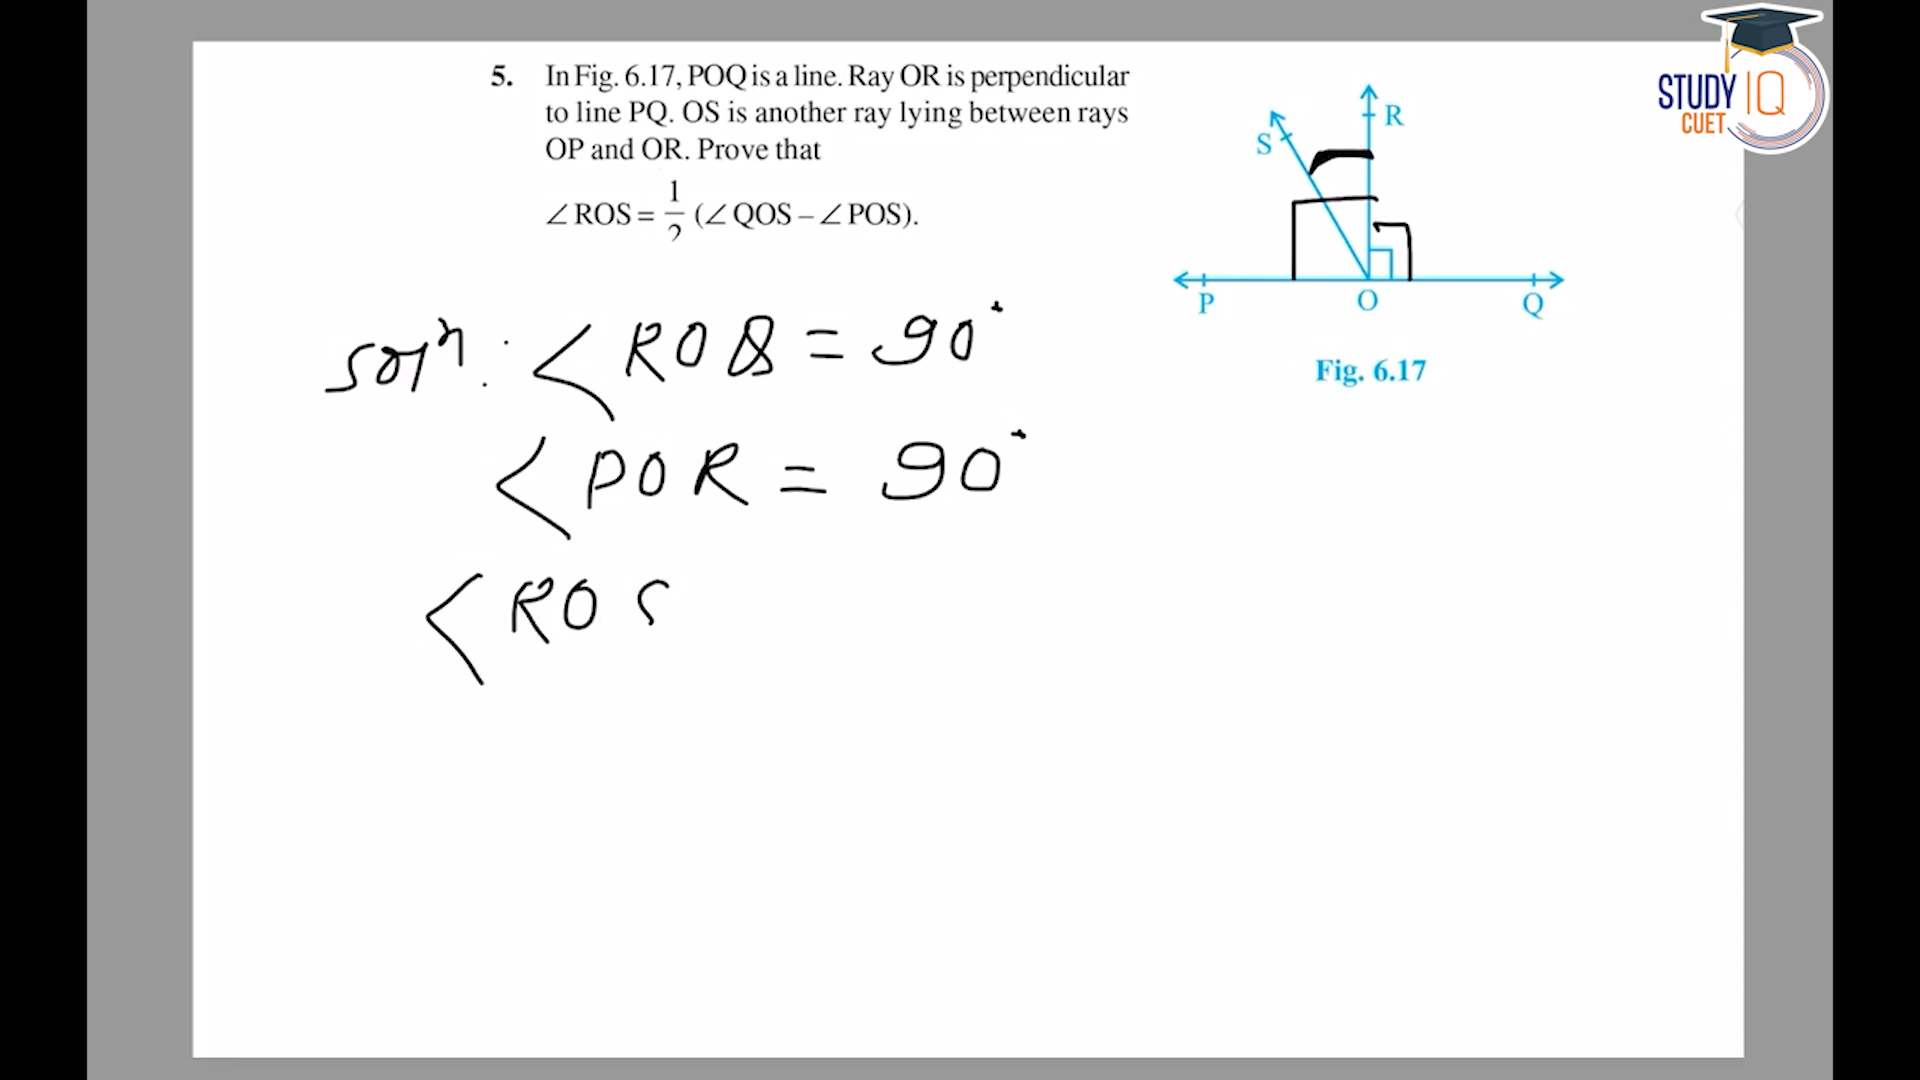 5. In Fig. 6.17, POQ is a line. Ray OR is perpendicular
to line PQ. OS is another ray lying between rays
OP and OR. Prove that
∠ROS = 1/2 (∠QOS – ∠POS).
S
R
P
O
Q
Fig. 6.17
STUDY IQ
CUET
Solⁿ: <ROQ = 90°
<POR = 90°
<ROS